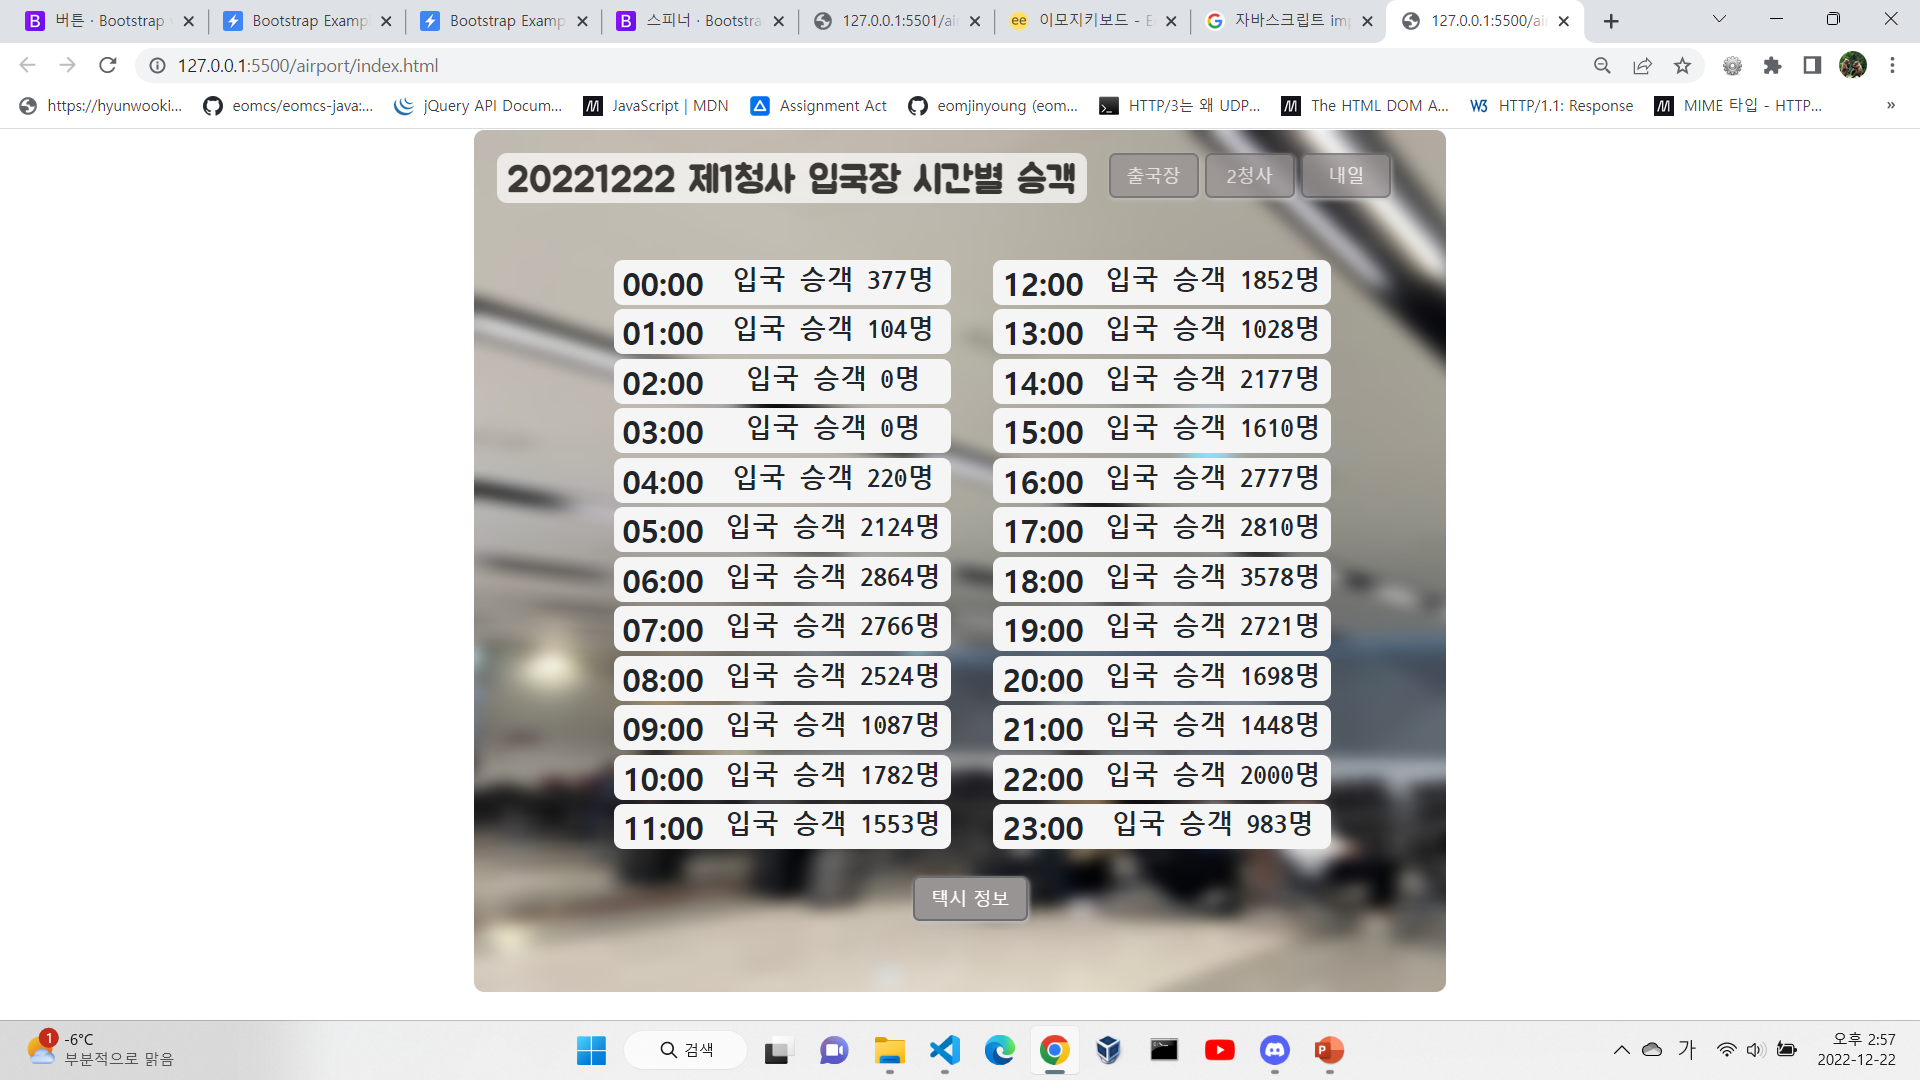 버튼 · Bootstrap
Bootstrap Examp
Bootstrap Examp
스피너 · Bootstra
127.0.0.1:5501/ai
이모지키보드 - E
자바스크립트 im
127.0.0.1:5500/ai
127.0.0.1:5500/airport/index.html
https://hyunwooki...
eomcs/eomcs-java:...
jQuery API Docum...
JavaScript | MDN
Assignment Act
eomjinyoung (eom...
HTTP/3는 왜 UDP...
The HTML DOM A...
W3 HTTP/1.1: Response
MIME 타입 - HTTP...
»
20221222 제1청사 입국장 시간별 승객
출국장
2청사
내일
00:00 입국 승객 377명
01:00 입국 승객 104명
02:00 입국 승객 0명
03:00 입국 승객 0명
04:00 입국 승객 220명
05:00 입국 승객 2124명
06:00 입국 승객 2864명
07:00 입국 승객 2766명
08:00 입국 승객 2524명
09:00 입국 승객 1087명
10:00 입국 승객 1782명
11:00 입국 승객 1553명
12:00 입국 승객 1852명
13:00 입국 승객 1028명
14:00 입국 승객 2177명
15:00 입국 승객 1610명
16:00 입국 승객 2777명
17:00 입국 승객 2810명
18:00 입국 승객 3578명
19:00 입국 승객 2721명
20:00 입국 승객 1698명
21:00 입국 승객 1448명
22:00 입국 승객 2000명
23:00 입국 승객 983명
택시 정보
1
-6°C
부분적으로 맑음
검색
가
오후 2:57
2022-12-22